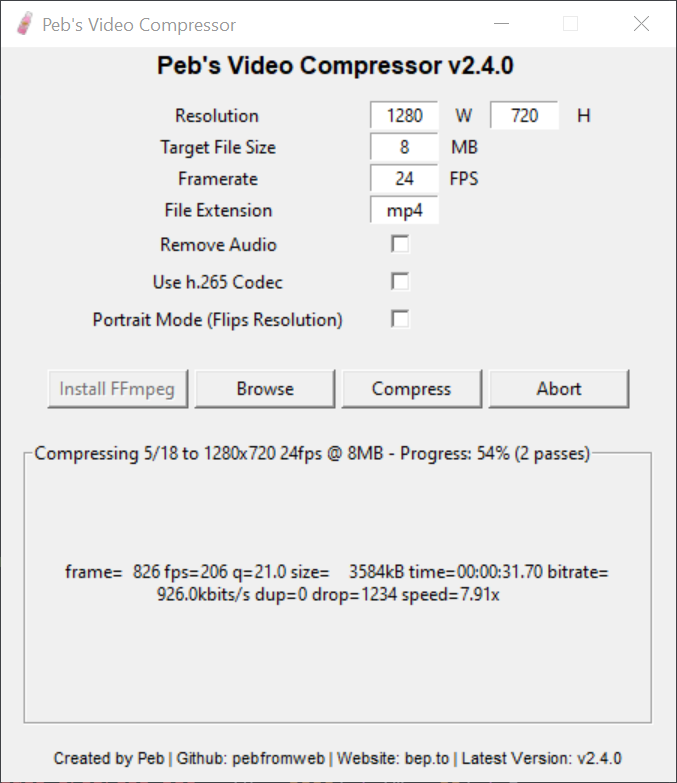 Peb's Video Compressor
Peb's Video Compressor v2.4.0
Resolution 1280 W 720 H
Target File Size 8 MB
Framerate 24 FPS
File Extension mp4
Remove Audio
Use h.265 Codec
Portrait Mode (Flips Resolution)
Install FFmpeg Browse Compress Abort
Compressing 5/18 to 1280x720 24fps @ 8MB - Progress: 54% (2 passes)
frame=  826 fps=206 q=21.0 size=    3584kB time=00:00:31.70 bitrate=
926.0kbits/s dup=0 drop=1234 speed=7.91x
Created by Peb | Github: pebfromweb | Website: bep.to | Latest Version: v2.4.0